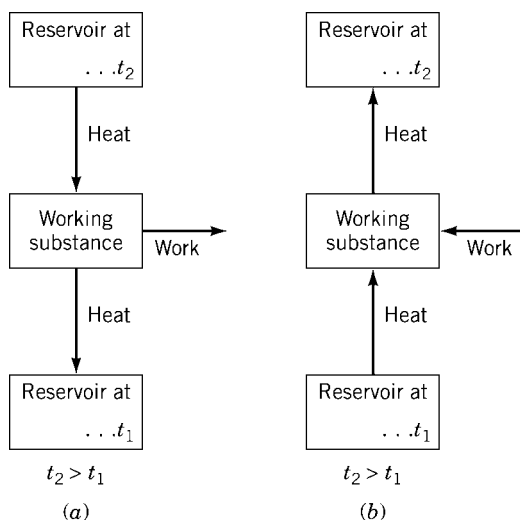 Reservoir at
. . .t₂
Heat
Working
substance
Work
Heat
Reservoir at
. . .t₁
t₂ > t₁
(a)
Reservoir at
. . .t₂
Heat
Working
substance
Work
Heat
Reservoir at
. . .t₁
t₂ > t₁
(b)